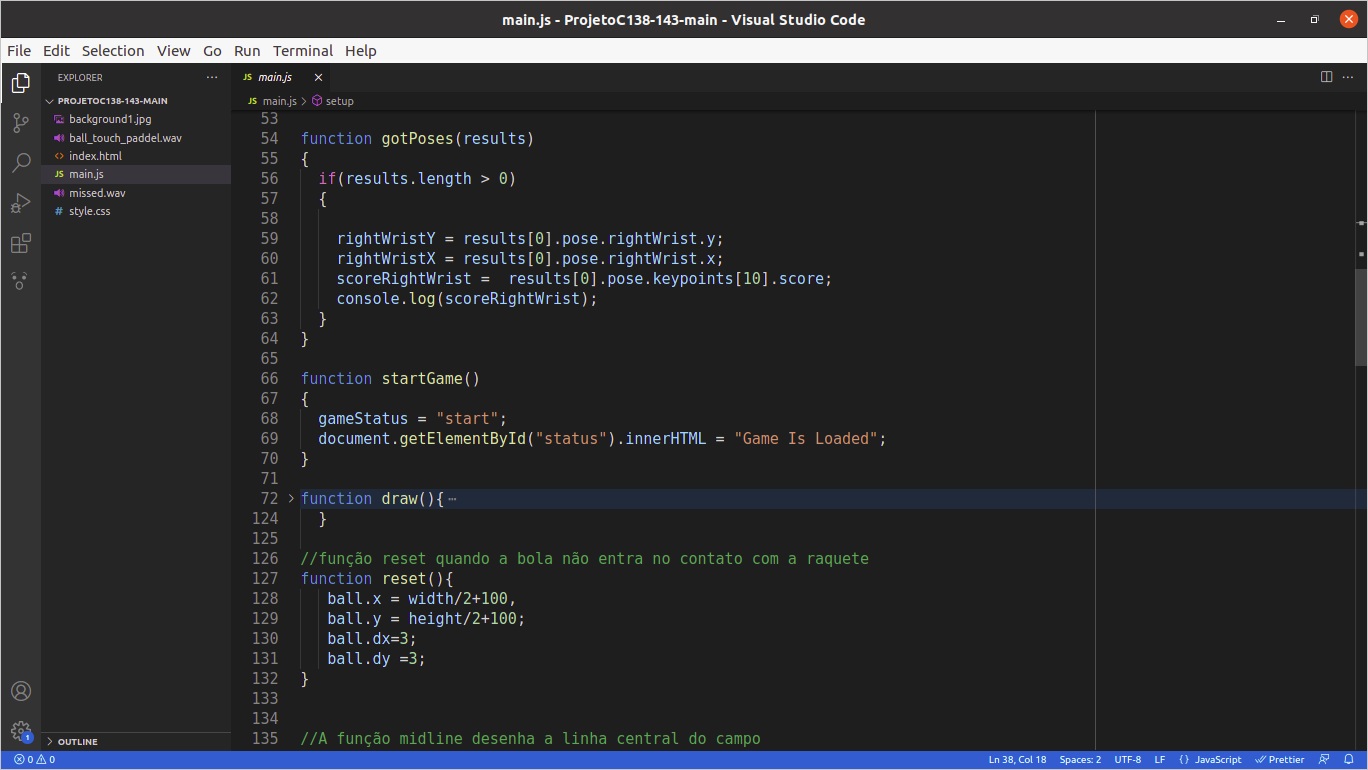 main.js - ProjetoC138-143-main - Visual Studio Code
File Edit Selection View Go Run Terminal Help
EXPLORER
PROJETOC138-143-MAIN
background1.jpg
ball_touch_paddel.wav
<> index.html
JS main.js
missed.wav
# style.css
OUTLINE
1
JS main.js
JS main.js > setup
53
54 function gotPoses(results)
55 {
56 if(results.length > 0)
57 {
58
59 rightWristY = results[0].pose.rightWrist.y;
60 rightWristX = results[0].pose.rightWrist.x;
61 scoreRightWrist =  results[0].pose.keypoints[10].score;
62 console.log(scoreRightWrist);
63 }
64 }
65
66 function startGame()
67 {
68 gameStatus = "start";
69 document.getElementById("status").innerHTML = "Game Is Loaded";
70 }
71
72 > function draw(){ ⋯
124 }
125
126 //função reset quando a bola não entra no contato com a raquete
127 function reset(){
128 ball.x = width/2+100,
129 ball.y = height/2+100;
130 ball.dx=3;
131 ball.dy =3;
132 }
133
134
135 //A função midline desenha a linha central do campo
0 0
Ln 38, Col 18 Spaces: 2 UTF-8 LF {} JavaScript Prettier